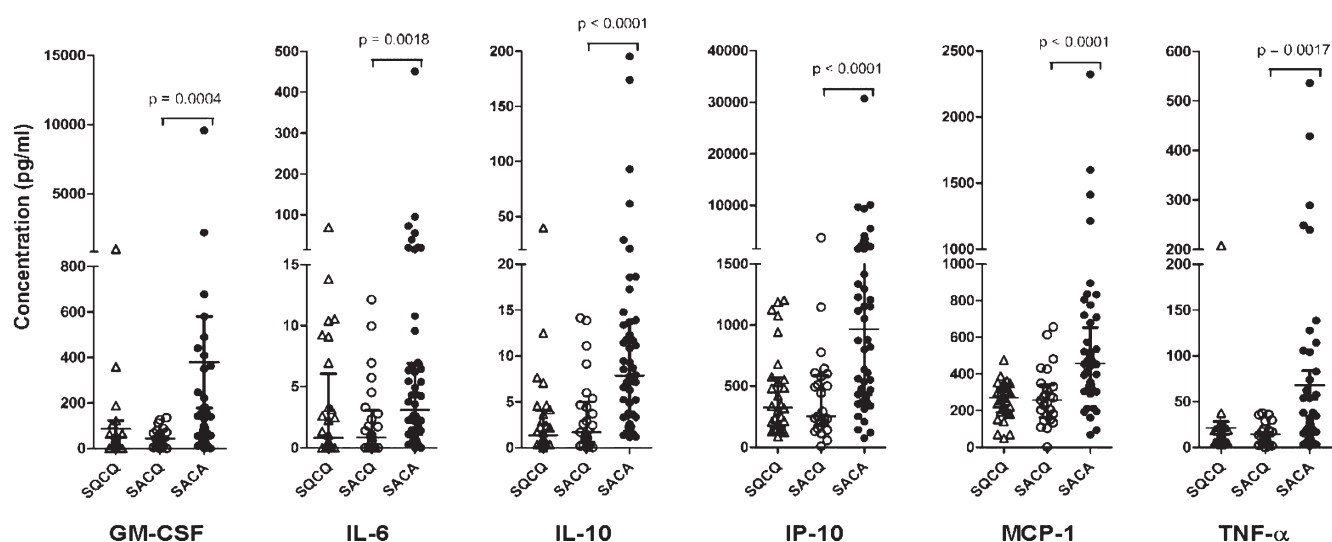 Concentration (pg/ml)
15000
10000
5000
800
600
400
200
0
p = 0.0004
SQCQ
SACQ
SACA
GM-CSF
500
400
300
200
100
15
10
5
0
p = 0.0018
SQCQ
SACQ
SACA
IL-6
200
150
100
50
20
15
10
5
0
p < 0.0001
SQCQ
SACQ
SACA
IL-10
40000
30000
20000
10000
1500
1000
500
0
p < 0.0001
SQCQ
SACQ
SACA
IP-10
2500
2000
1500
1000
1000
800
600
400
200
0
p < 0.0001
SQCQ
SACQ
SACA
MCP-1
600
500
400
300
200
200
150
100
50
0
p = 0.0017
SQCQ
SACQ
SACA
TNF-α